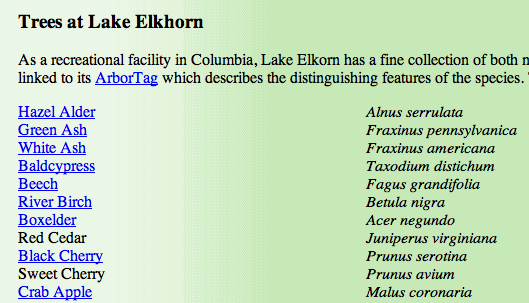 Trees at Lake Elkhorn
As a recreational facility in Columbia, Lake Elkorn has a fine collection of both
linked to its ArborTag which describes the distinguishing features of the species.
Hazel Alder Alnus serrulata
Green Ash Fraxinus pennsylvanica
White Ash Fraxinus americana
Baldcypress Taxodium distichum
Beech Fagus grandifolia
River Birch Betula nigra
Boxelder Acer negundo
Red Cedar Juniperus virginiana
Black Cherry Prunus serotina
Sweet Cherry Prunus avium
Crab Apple Malus coronaria